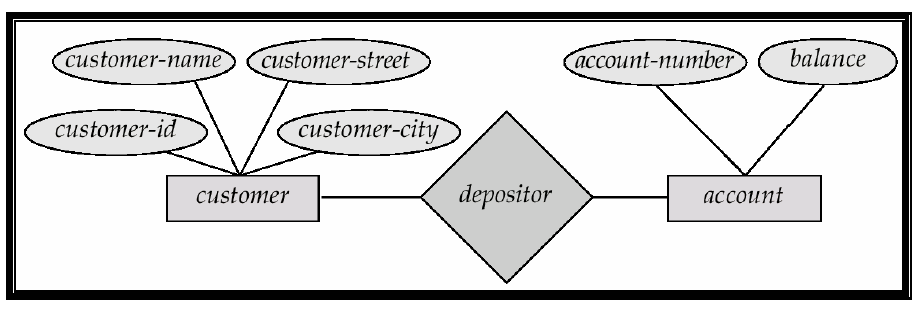 customer-name
customer-street
account-number
balance
customer-id
customer-city
customer
depositor
account